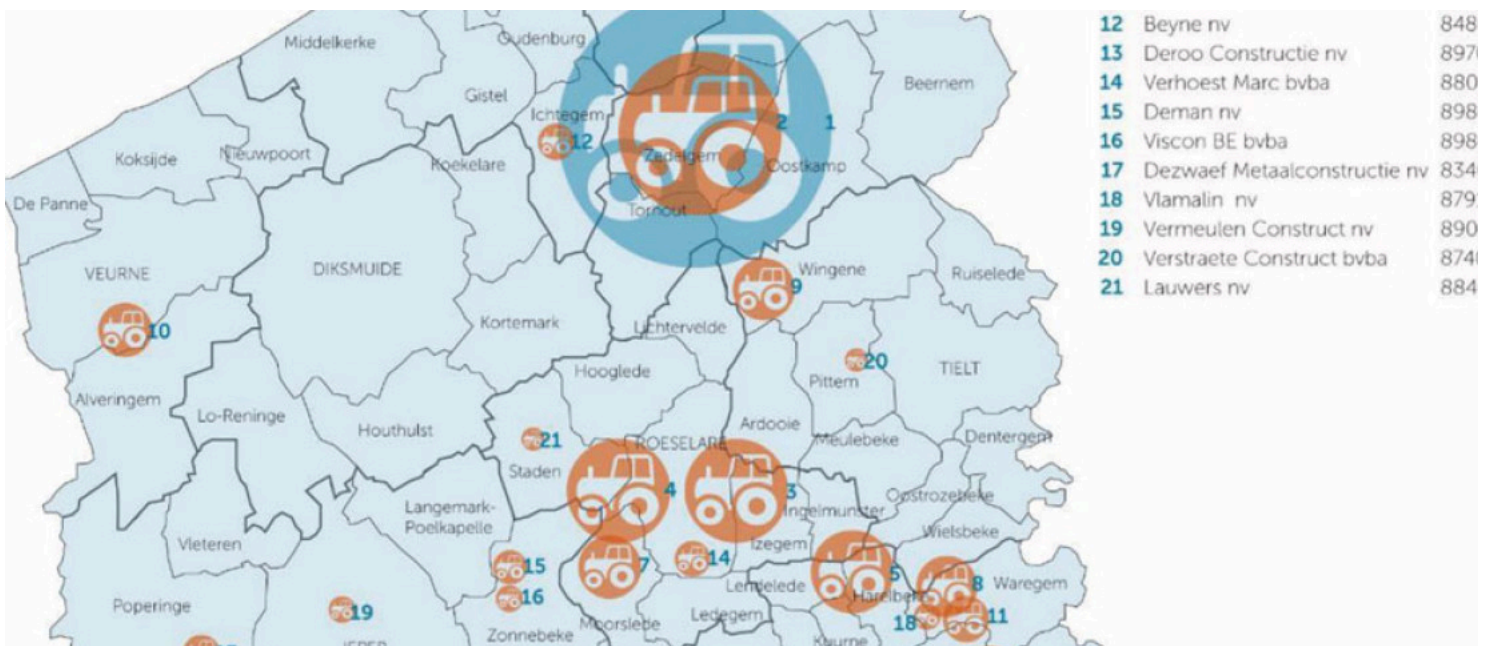 Middelkerke
Oudenburg
Gistel
Ichtegem
12
2
1
Beernem
Koksijde
Nieuwpoort
Koekelare
Zedelgem
Oostkamp
De Panne
Torhout
VEURNE
DIKSMUIDE
Wingene
Ruiselede
9
10
Kortemark
Lichtervelde
20
TIELT
Hooglede
Pittem
Alveringem
Lo-Reninge
Houthulst
21
ROESELARE
Ardooie
Meulebeke
Dentergem
Staden
4
3
Langemark-
Poelkapelle
Ingelmunster
Oostrozebeke
Vleteren
Izegem
Wielsbeke
15
7
14
5
8
Waregem
Lendelede
Harelbeke
Poperinge
19
16
Moorslede
Ledegem
18
11
Zonnebeke
Kuurne
IEPER
12 Beyne nv 848
13 Deroo Constructie nv 897
14 Verhoest Marc bvba 880
15 Deman nv 898
16 Viscon BE bvba 898
17 Dezwaef Metaalconstructie nv 834
18 Vlamalin nv 879
19 Vermeulen Construct nv 890
20 Verstraete Construct bvba 874
21 Lauwers nv 884